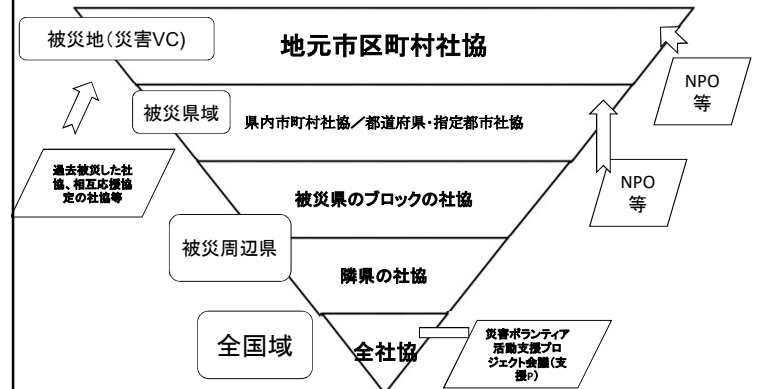 被災地(災害VC)
地元市区町村社協
NPO
等
被災県域
県内市町村社協／都道府県・指定都市社協
過去被災した社
協、相互応援協
定の社協等
被災県のブロックの社協
NPO
等
被災周辺県
隣県の社協
全国域
全社協
災害ボランティア
活動支援プロ
ジェクト会議(支
援P)